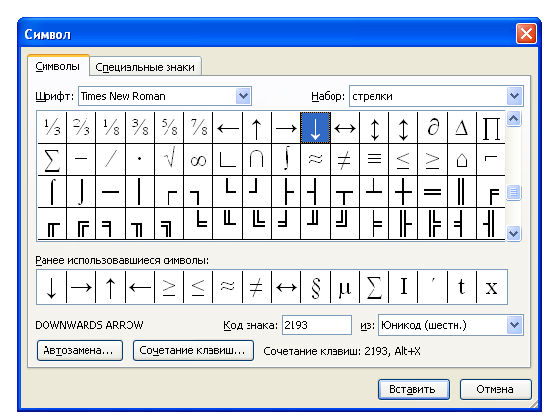 Символ
Символы Специальные знаки
Шрифт: Times New Roman Набор: стрелки
⅓ ⅔ ⅛ ⅜ ⅝ ⅞ ← ↑ → ↓ ↔ ↕ ↨ ∂ ∆ ∏
∑ − ∕ ∙ √ ∞ ∟ ∩ ∫ ≈ ≠ ≡ ≤ ≥ ⌂ ⌐
⌠ ⌡ ─ │ ┌ ┐ └ ┘ ├ ┤ ┬ ┴ ┼ ═ ║ ╒
╓ ╔ ╕ ╖ ╘ ╙ ╚ ╛ ╜ ╝ ╞ ╟ ╠ ╡ ╢
Ранее использовавшиеся символы:
↓ → ↑ ← ≥ ≤ ≈ ≠ ↔ § µ ∑ I ΄ t x
DOWNWARDS ARROW Код знака: 2193 из: Юникод (шестн.)
Автозамена... Сочетание клавиш... Сочетание клавиш: 2193, Alt+X
Вставить Отмена